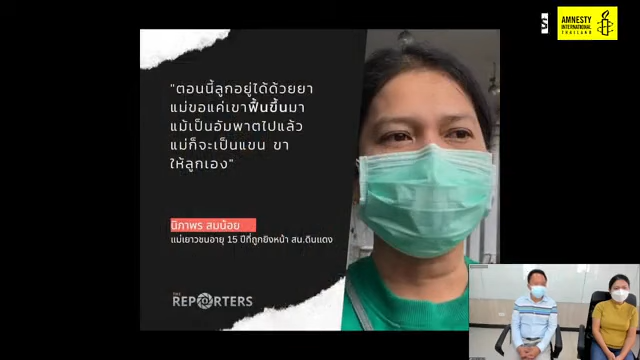 AMNESTY
INTERNATIONAL
THAILAND
"ตอนนี้ลูกอยู่ได้ด้วยยา
แม่ขอแค่เขาฟื้นขึ้นมา
แม้เป็นอัมพาตไปแล้ว
แม่ก็จะเป็นแขน ขา
ให้ลูกเอง"
นิภาพร สมน้อย
แม่เยาวชนอายุ 15 ปีที่ถูกยิงหน้า สน.ดินแดง
THE
REPORTERS